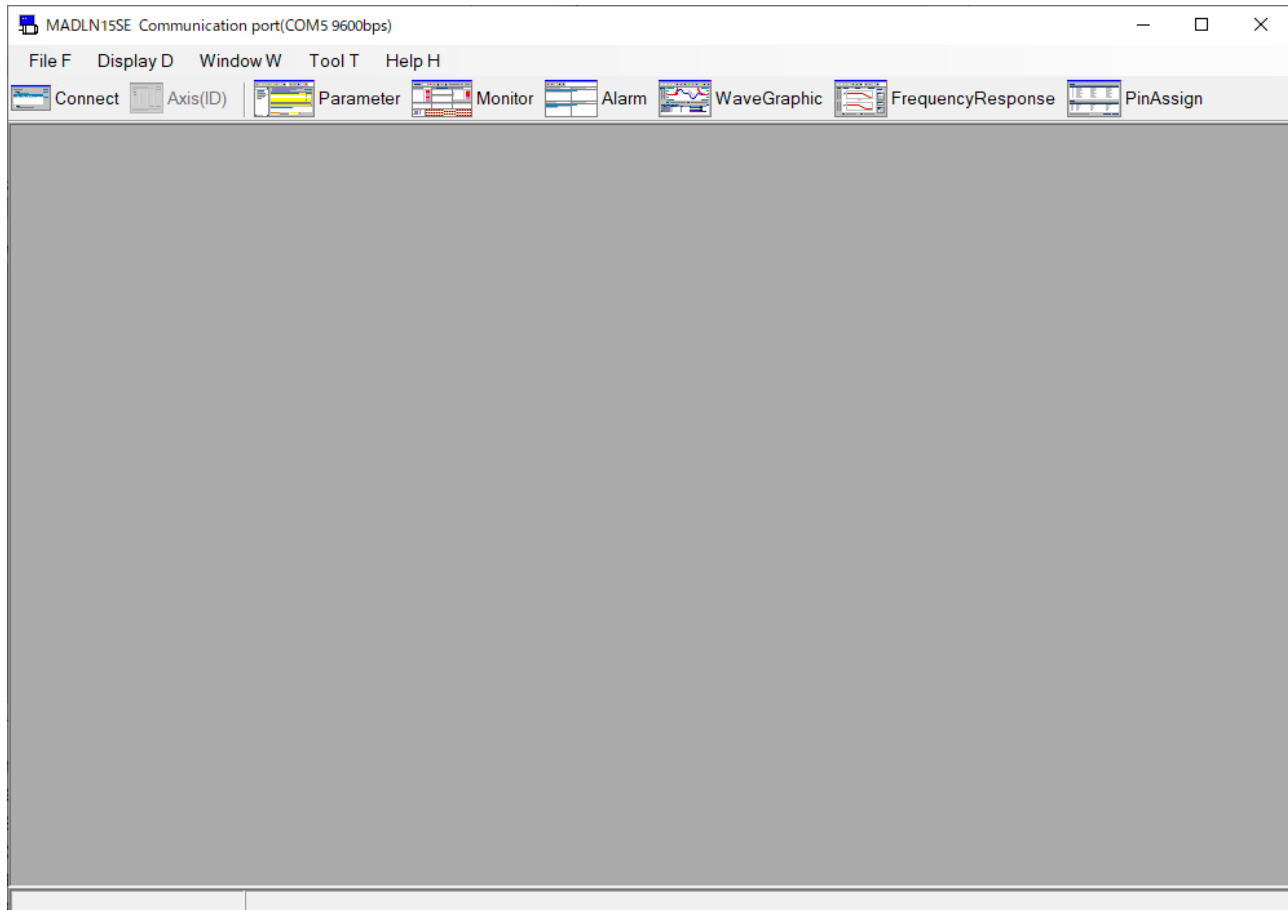 MADLN15SE Communication port(COM5 9600bps)
File F Display D Window W Tool T Help H
Connect Axis(ID) Parameter Monitor Alarm WaveGraphic FrequencyResponse PinAssign